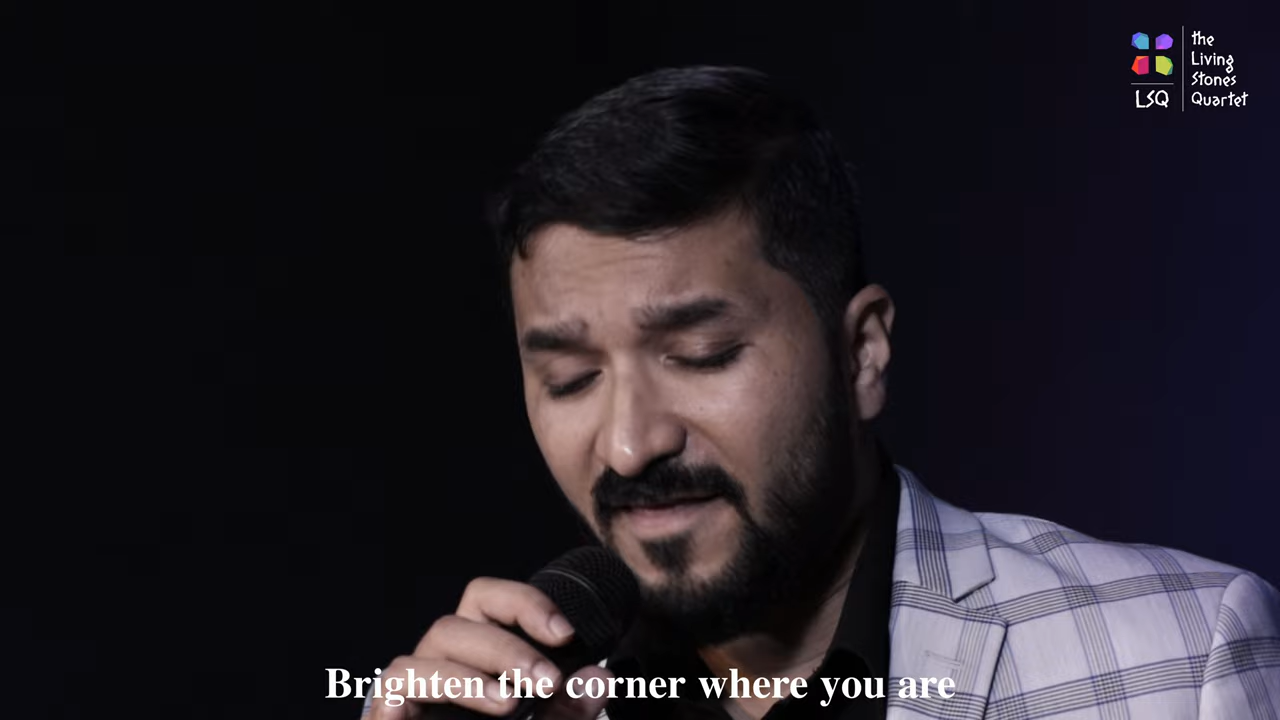 the
Living
Stones
Quartet
LSQ
Brighten the corner where you are